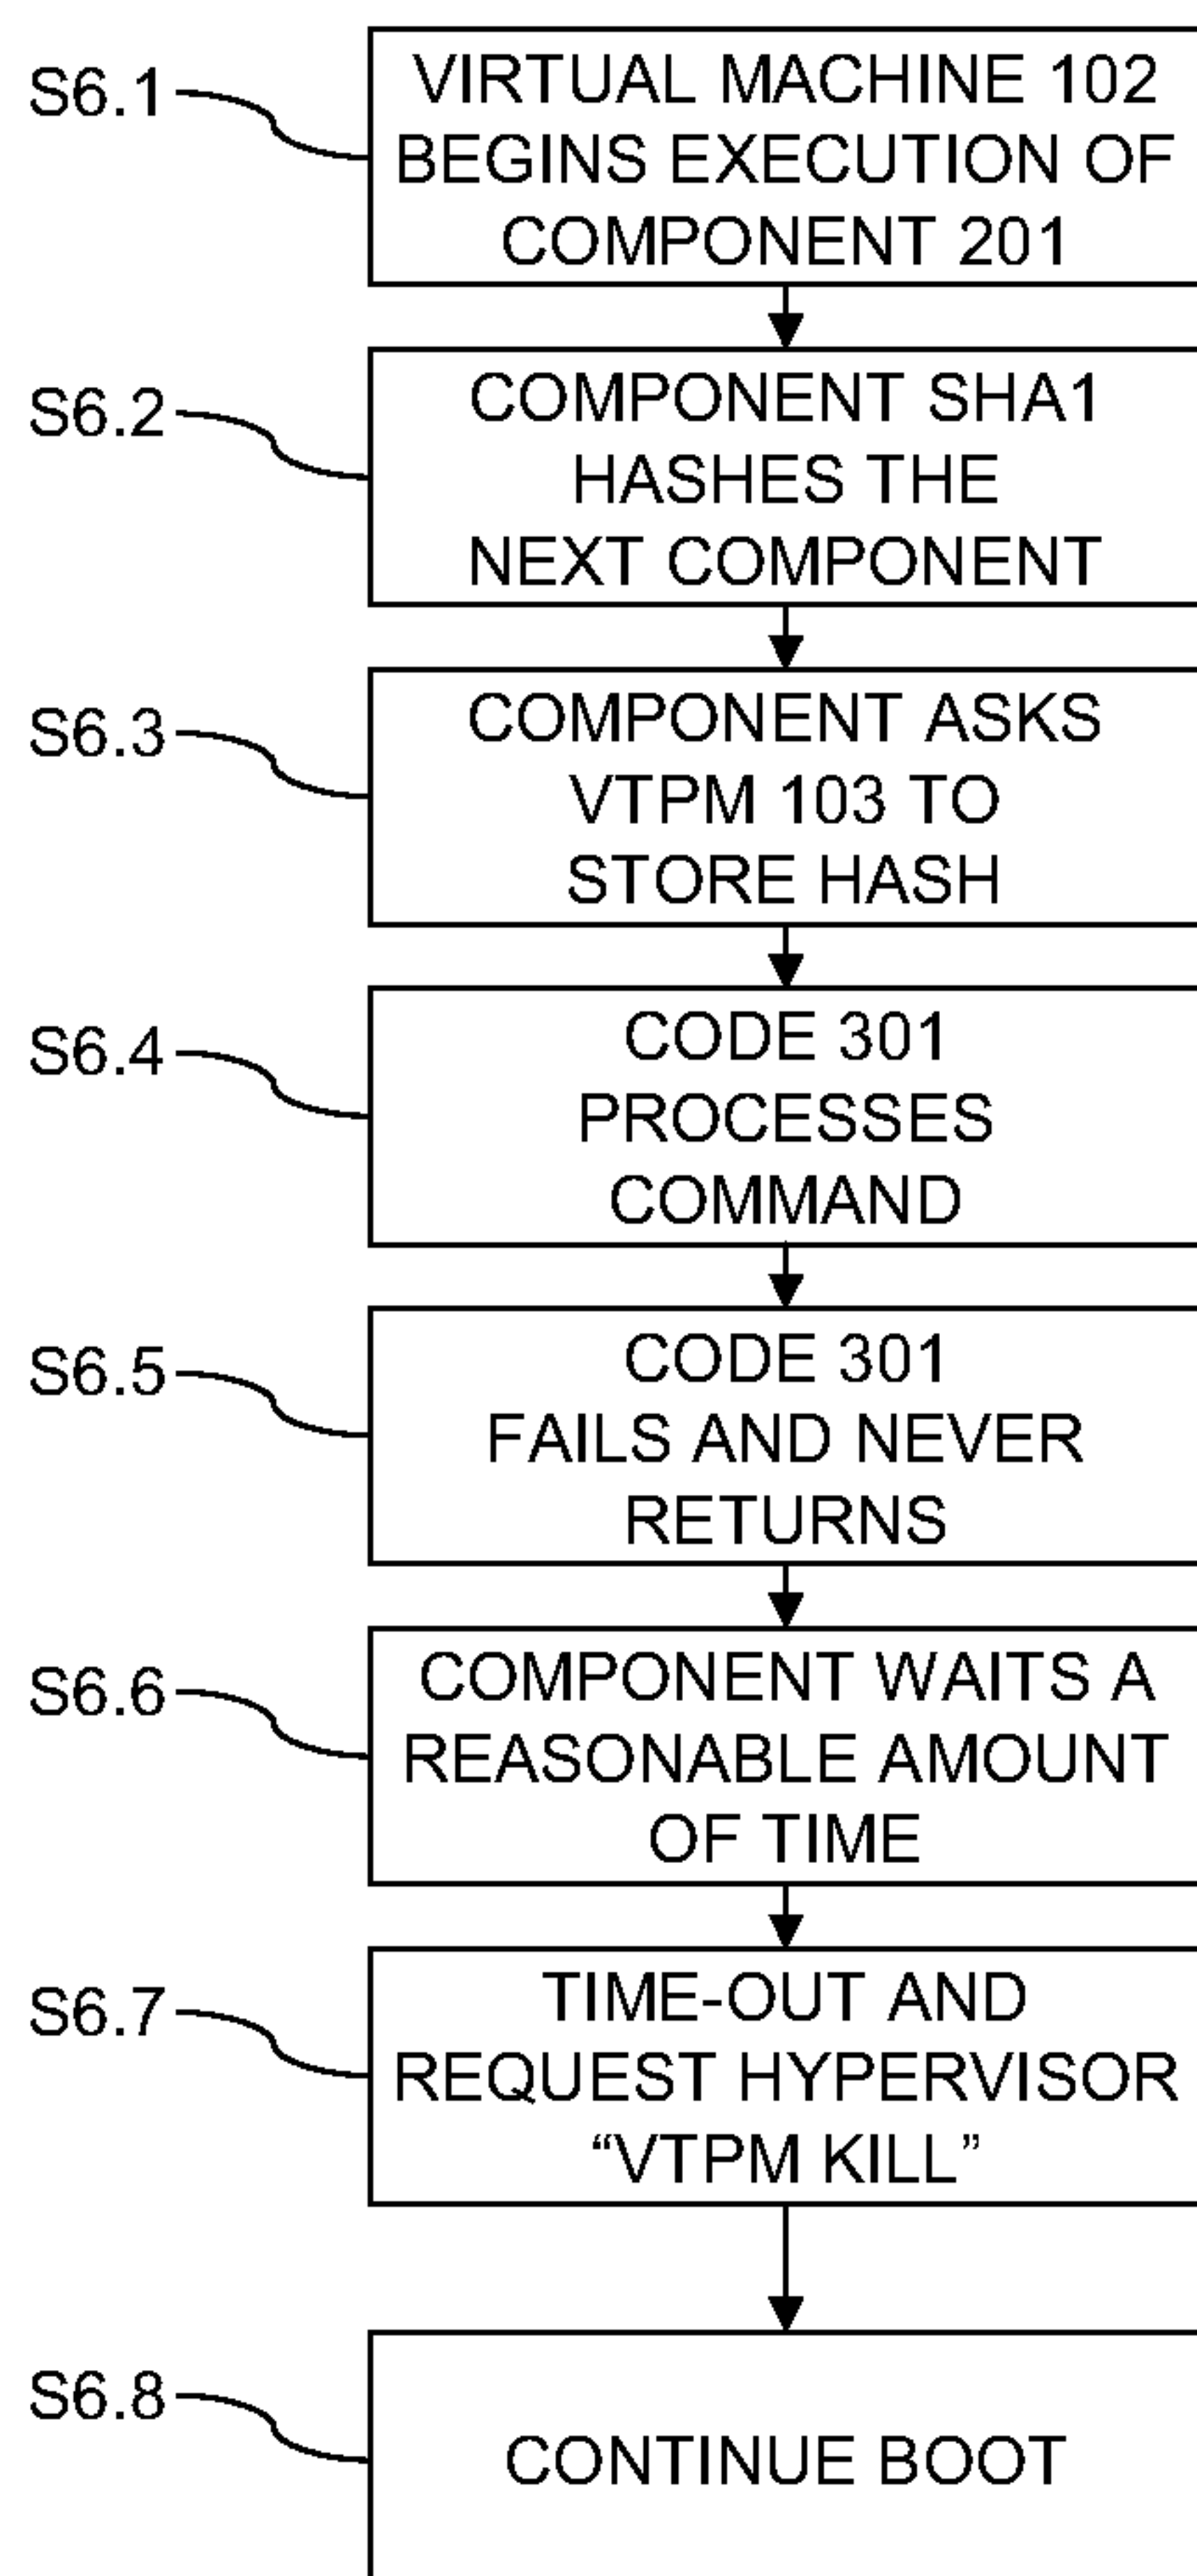 S6.1
VIRTUAL MACHINE 102
BEGINS EXECUTION OF
COMPONENT 201
S6.2
COMPONENT SHA1
HASHES THE
NEXT COMPONENT
S6.3
COMPONENT ASKS
VTPM 103 TO
STORE HASH
S6.4
CODE 301
PROCESSES
COMMAND
S6.5
CODE 301
FAILS AND NEVER
RETURNS
S6.6
COMPONENT WAITS A
REASONABLE AMOUNT
OF TIME
S6.7
TIME-OUT AND
REQUEST HYPERVISOR
“VTPM KILL”
S6.8
CONTINUE BOOT